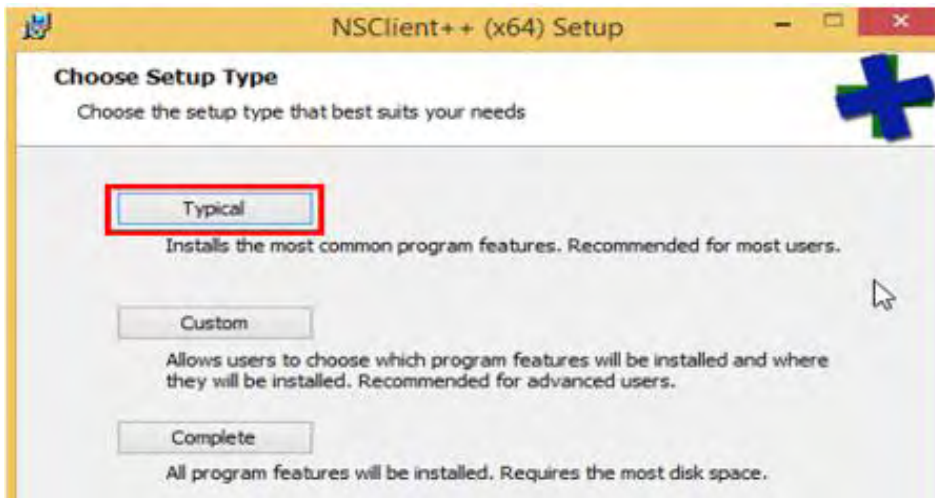 NSClient++ (x64) Setup
Choose Setup Type
Choose the setup type that best suits your needs
Typical
Installs the most common program features. Recommended for most users.
Custom
Allows users to choose which program features will be installed and where
they will be installed. Recommended for advanced users.
Complete
All program features will be installed. Requires the most disk space.